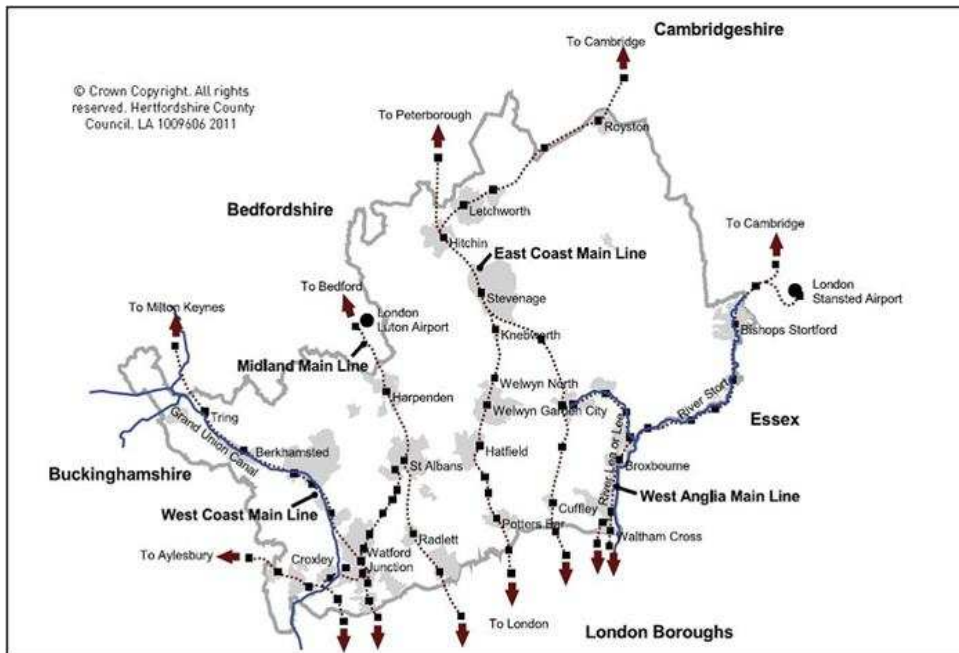 Cambridgeshire
To Cambridge
© Crown Copyright. All rights
reserved. Hertfordshire County
Council. LA 1009606 2011
To Peterborough
Royston
Bedfordshire
Letchworth
To Cambridge
Hitchin
East Coast Main Line
London
Stansted Airport
To Bedford
Stevenage
To Milton Keynes
London
Luton Airport
Knebworth
Bishops Stortford
Midland Main Line
Welwyn North
Harpenden
River Stort
Welwyn Garden City
Tring
Essex
Grand Union Canal
Berkhamsted
Hatfield
River Lea or Lee
Buckinghamshire
St Albans
Broxbourne
West Anglia Main Line
West Coast Main Line
Cuffley
Potters Bar
Waltham Cross
Radlett
To Aylesbury
Croxley
Watford
Junction
To London
London Boroughs